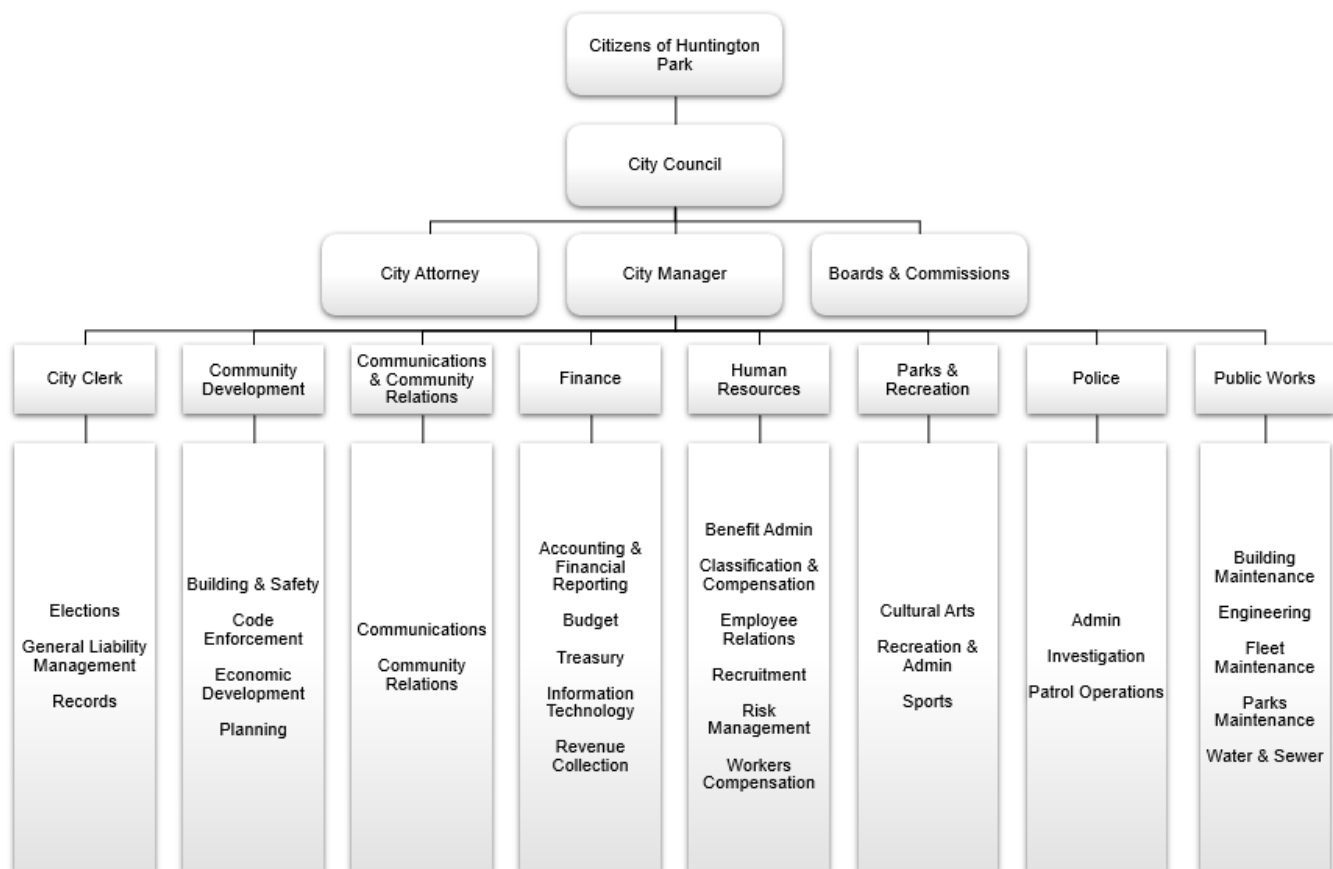 Citizens of Huntington
Park
City Council
City Attorney
City Manager
Boards & Commissions
City Clerk
Community
Development
Communications
& Community
Relations
Finance
Human
Resources
Parks &
Recreation
Police
Public Works
Elections
General Liability
Management
Records
Building & Safety
Code
Enforcement
Economic
Development
Planning
Communications
Community
Relations
Accounting &
Financial
Reporting
Budget
Treasury
Information
Technology
Revenue
Collection
Benefit Admin
Classification &
Compensation
Employee
Relations
Recruitment
Risk
Management
Workers
Compensation
Cultural Arts
Recreation &
Admin
Sports
Admin
Investigation
Patrol Operations
Building
Maintenance
Engineering
Fleet
Maintenance
Parks
Maintenance
Water & Sewer